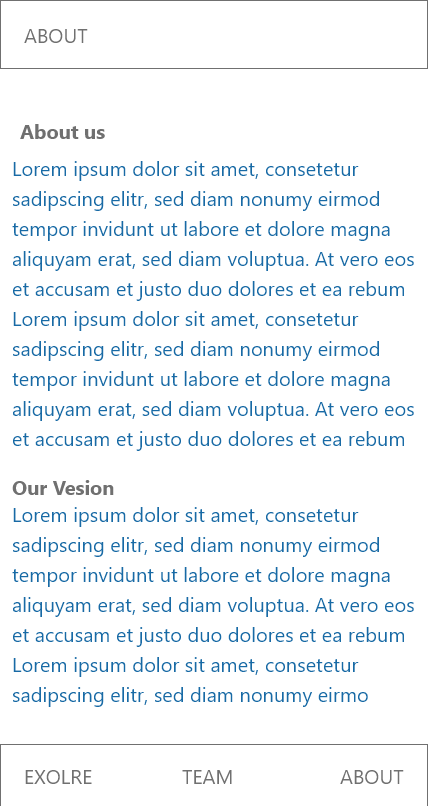 ABOUT
About us
Lorem ipsum dolor sit amet, consetetur
sadipscing elitr, sed diam nonumy eirmod
tempor invidunt ut labore et dolore magna
aliquyam erat, sed diam voluptua. At vero eos
et accusam et justo duo dolores et ea rebum
Lorem ipsum dolor sit amet, consetetur
sadipscing elitr, sed diam nonumy eirmod
tempor invidunt ut labore et dolore magna
aliquyam erat, sed diam voluptua. At vero eos
et accusam et justo duo dolores et ea rebum
Our Vesion
Lorem ipsum dolor sit amet, consetetur
sadipscing elitr, sed diam nonumy eirmod
tempor invidunt ut labore et dolore magna
aliquyam erat, sed diam voluptua. At vero eos
et accusam et justo duo dolores et ea rebum
Lorem ipsum dolor sit amet, consetetur
sadipscing elitr, sed diam nonumy eirmo
EXOLRE TEAM ABOUT